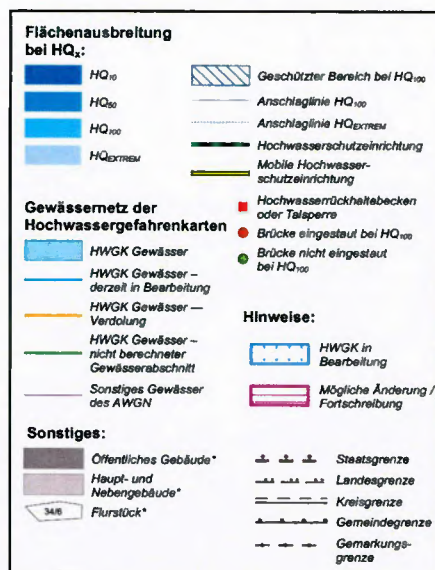 Flächenausbreitung
bei HQx:
HQ10
HQ50
HQ100
HQEXTREM
Geschützter Bereich bei HQ100
Anschlaglinie HQ100
Anschlaglinie HQEXTREM
Hochwasserschutzeinrichtung
Mobile Hochwasser-
schutzeinrichtung
Hochwasserrückhaltebecken
oder Talsperre
Brücke eingestaut bei HQ100
Brücke nicht eingestaut
bei HQ100
Gewässernetz der
Hochwassergefahrenkarten
HWGK Gewässer
HWGK Gewässer –
derzeit in Bearbeitung
HWGK Gewässer —
Verdolung
HWGK Gewässer –
nicht berechneter
Gewässerabschnitt
Sonstiges Gewässer
des AWGN
Hinweise:
HWGK in
Bearbeitung
Mögliche Änderung /
Fortschreibung
Sonstiges:
Öffentliches Gebäude*
Haupt- und
Nebengebäude*
34/6
Flurstück*
Staatsgrenze
Landesgrenze
Kreisgrenze
Gemeindegrenze
Gemarkungs-
grenze